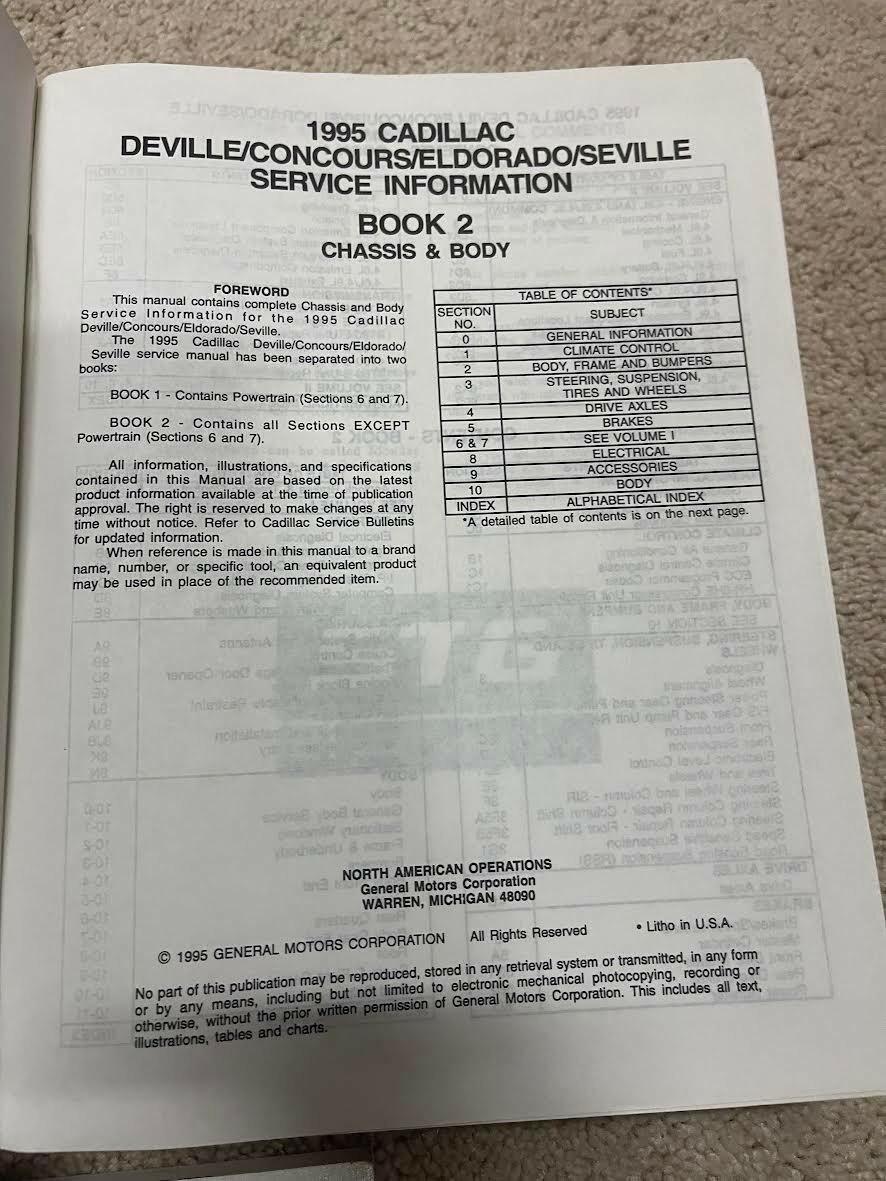 1995 CADILLAC
DEVILLE/CONCOURS/ELDORADO/SEVILLE
SERVICE INFORMATION
BOOK 2
CHASSIS & BODY
FOREWORD
This manual contains complete Chassis and Body
Service Information for the 1995 Cadillac
Deville/Concours/Eldorado/Seville.
The 1995 Cadillac Deville/Concours/Eldorado/
Seville service manual has been separated into two
books:
BOOK 1 - Contains Powertrain (Sections 6 and 7).
BOOK 2 - Contains all Sections EXCEPT
Powertrain (Sections 6 and 7).
All information, illustrations, and specifications
contained in this Manual are based on the latest
product information available at the time of publication
approval. The right is reserved to make changes at any
time without notice. Refer to Cadillac Service Bulletins
for updated information.
When reference is made in this manual to a brand
name, number, or specific tool, an equivalent product
may be used in place of the recommended item.
TABLE OF CONTENTS*
SECTION NO. SUBJECT
0 GENERAL INFORMATION
1 CLIMATE CONTROL
2 BODY, FRAME AND BUMPERS
3 STEERING, SUSPENSION,
TIRES AND WHEELS
4 DRIVE AXLES
5 BRAKES
6 & 7 SEE VOLUME I
8 ELECTRICAL
9 ACCESSORIES
10 BODY
INDEX ALPHABETICAL INDEX
*A detailed table of contents is on the next page.
NORTH AMERICAN OPERATIONS
General Motors Corporation
WARREN, MICHIGAN 48090
© 1995 GENERAL MOTORS CORPORATION All Rights Reserved • Litho in U.S.A.
No part of this publication may be reproduced, stored in any retrieval system or transmitted, in any form
or by any means, including but not limited to electronic mechanical photocopying, recording or
otherwise, without the prior written permission of General Motors Corporation. This includes all text,
illustrations, tables and charts.